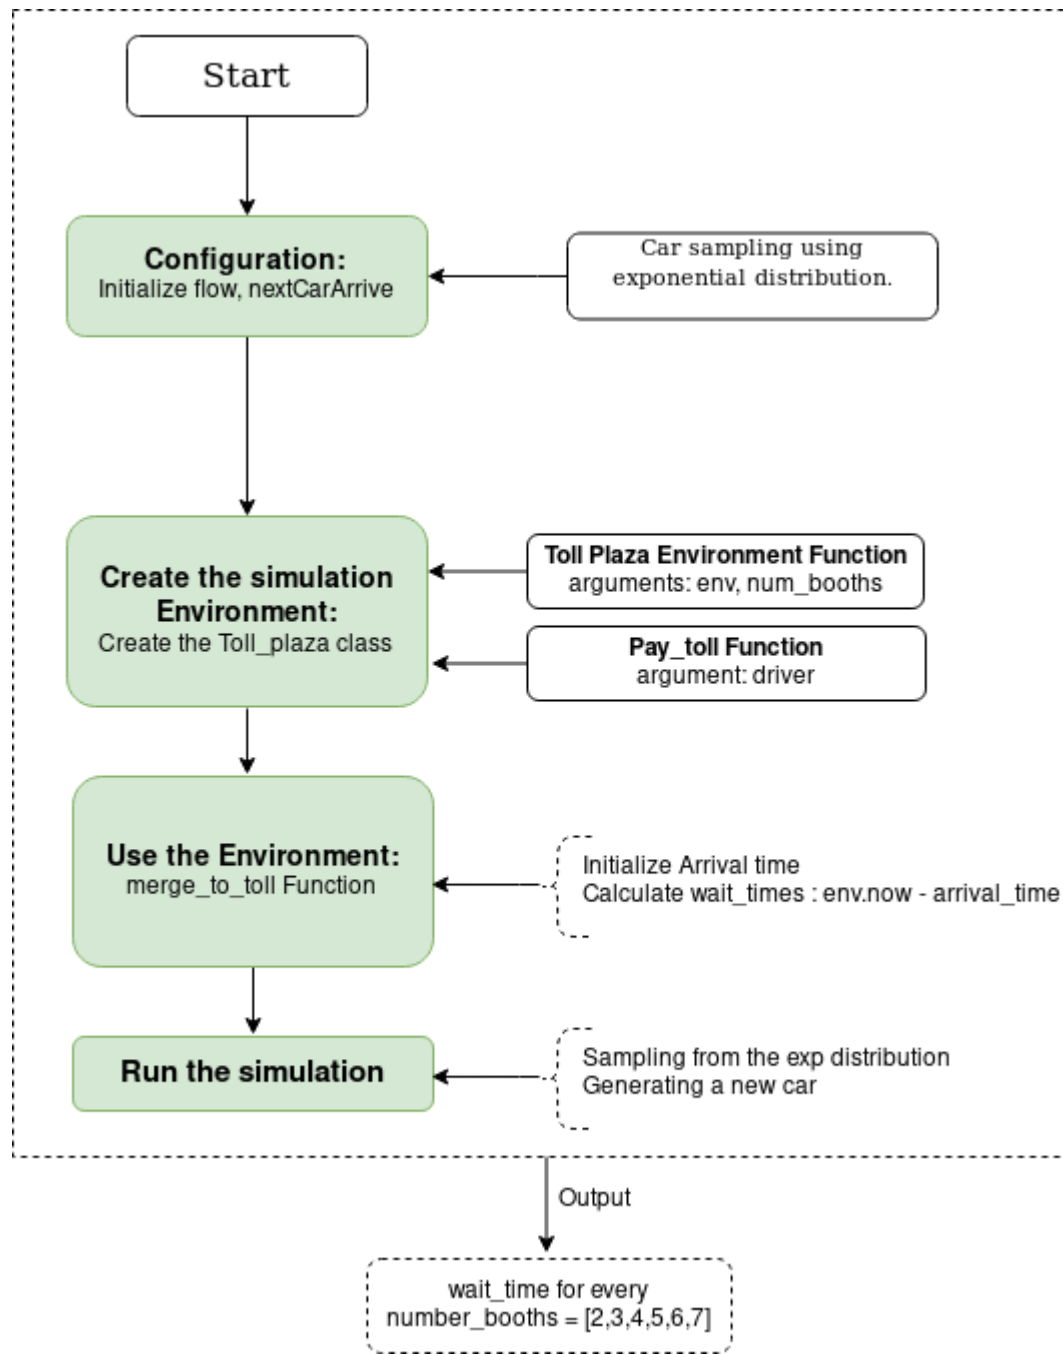 Start
Configuration:
Initialize flow, nextCarArrive
Car sampling using
exponential distribution.
Create the simulation
Environment:
Create the Toll_plaza class
Toll Plaza Environment Function
arguments: env, num_booths
Pay_toll Function
argument: driver
Use the Environment:
merge_to_toll Function
Initialize Arrival time
Calculate wait_times : env.now - arrival_time
Run the simulation
Sampling from the exp distribution
Generating a new car
Output
wait_time for every
number_booths = [2,3,4,5,6,7]